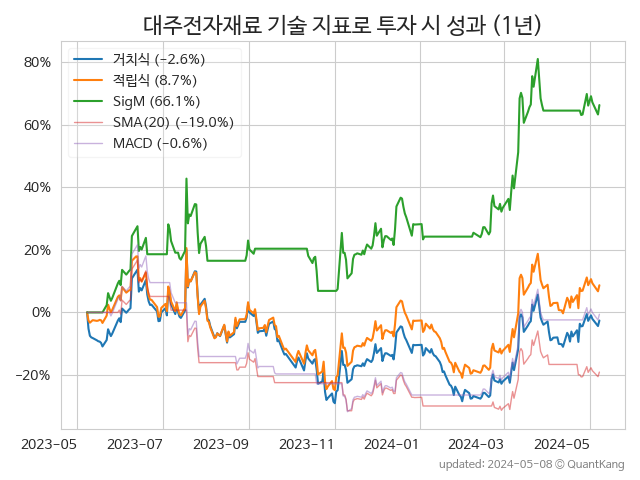 대주전자재료 기술 지표로 투자 시 성과 (1년)
거치식 (−2.6%)
적립식 (8.7%)
SigM (66.1%)
SMA(20) (−19.0%)
MACD (−0.6%)
80%
60%
40%
20%
0%
−20%
2023-05 2023-07 2023-09 2023-11 2024-01 2024-03 2024-05
updated: 2024-05-08 © QuantKang